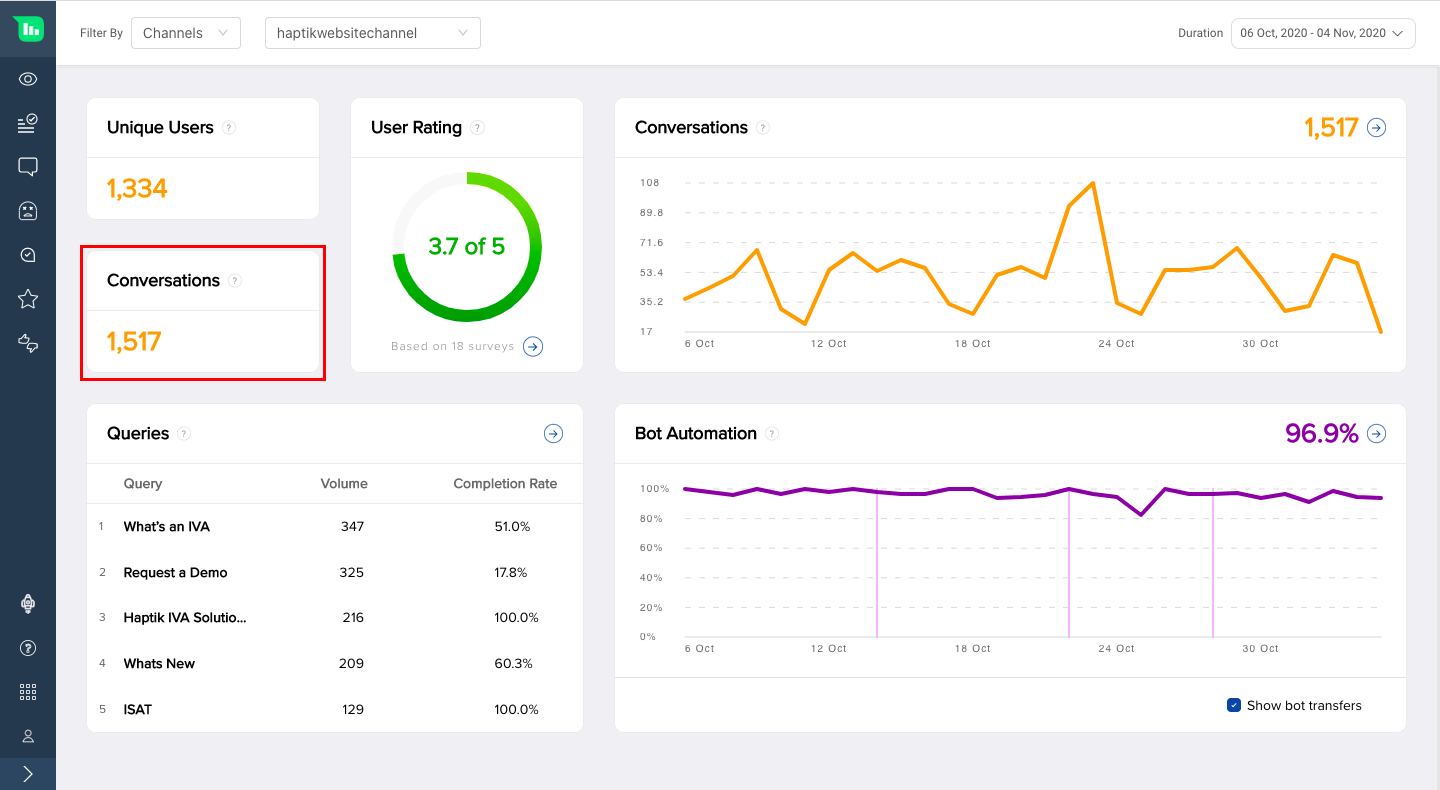 Filter By Channels haptikwebsitechannel Duration 06 Oct, 2020 - 04 Nov, 2020
Unique Users ?
1,334
Conversations ?
1,517
User Rating ?
3.7 of 5
Based on 18 surveys
Conversations ? 1,517
108
89.8
71.6
53.4
35.2
17
6 Oct 12 Oct 18 Oct 24 Oct 30 Oct
Queries ?
Query Volume Completion Rate
1 What's an IVA 347 51.0%
2 Request a Demo 325 17.8%
3 Haptik IVA Solutio... 216 100.0%
4 Whats New 209 60.3%
5 ISAT 129 100.0%
Bot Automation ? 96.9%
100%
80%
60%
40%
20%
0%
6 Oct 12 Oct 18 Oct 24 Oct 30 Oct
Show bot transfers
?